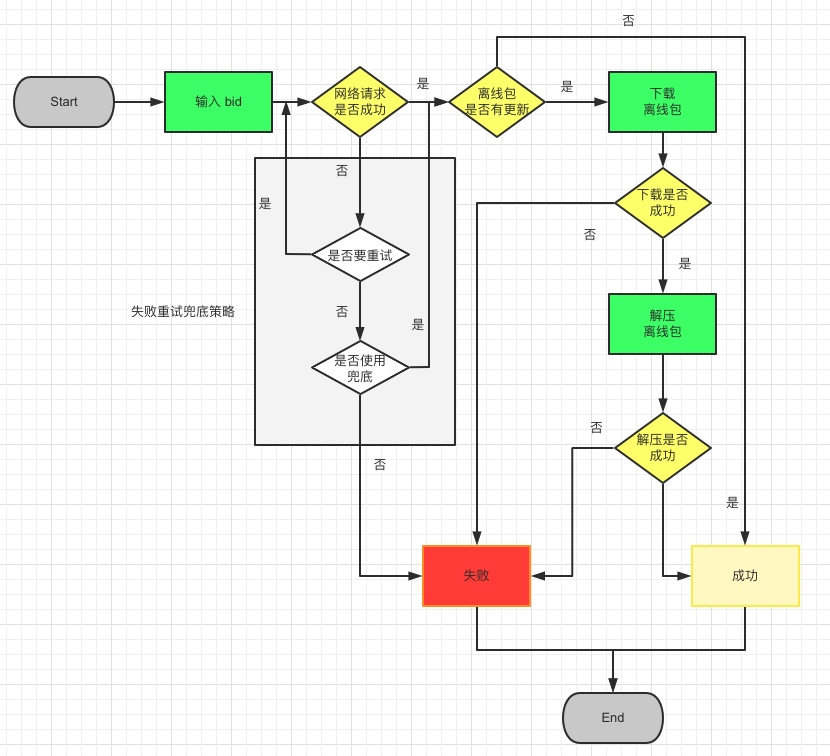 否
Start
输入 bid
网络请求
是否成功
是
离线包
是否有更新
是
下载
离线包
否
是
下载是否
成功
否
是
是否要重试
失败重试兜底策略
否
是
解压
离线包
是否使用
兜底
否
解压是否
成功
否
是
失败
成功
End